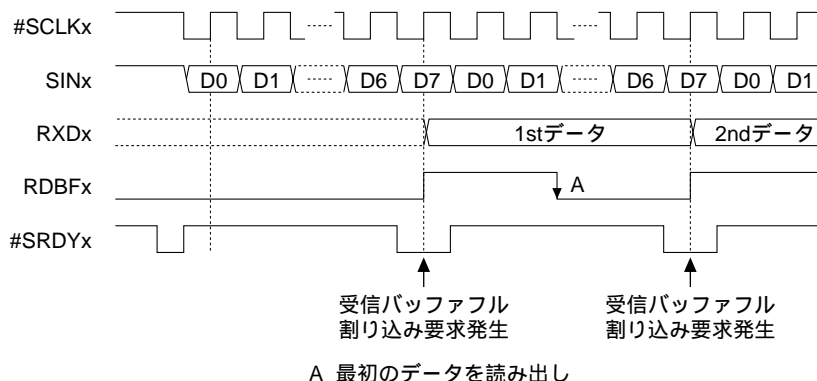 #SCLKx
SINx D0 D1 D6 D7 D0 D1 D6 D7 D0 D1
RXDx 1stデータ 2ndデータ
RDBFx A
#SRDYx
受信バッファフル 受信バッファフル
割り込み要求発生 割り込み要求発生
A 最初のデータを読み出し